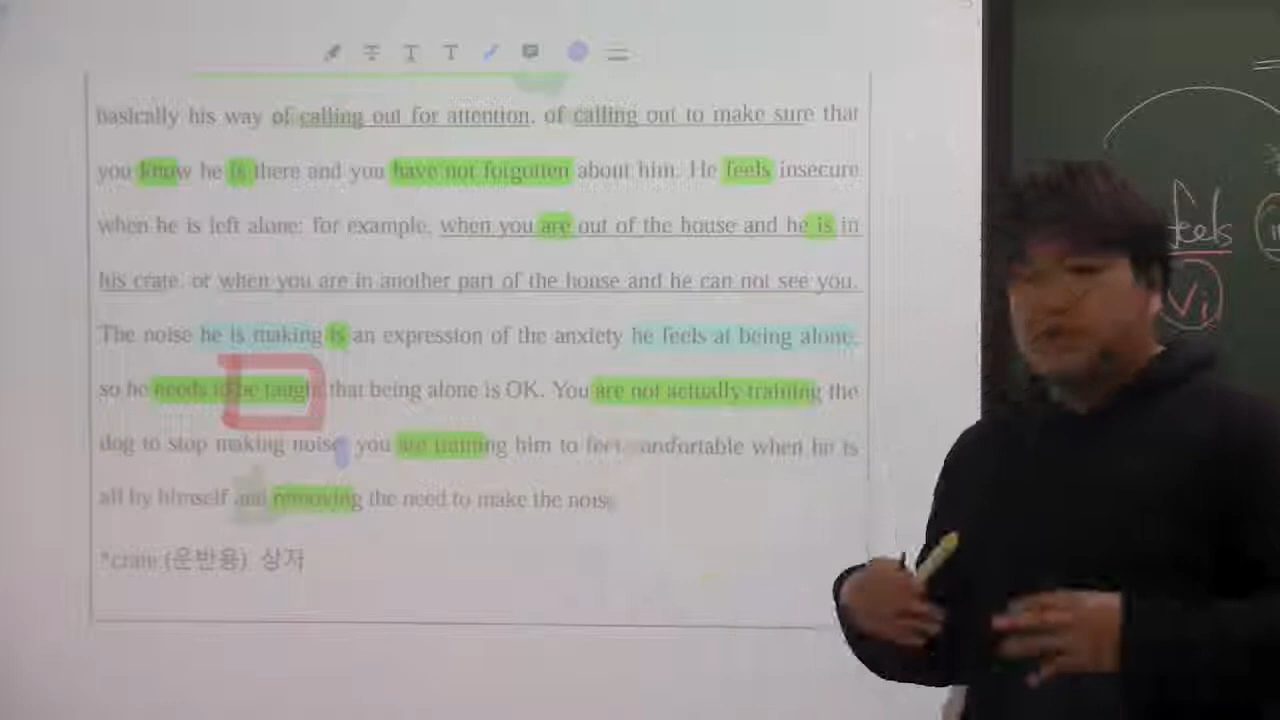 basically his way of calling out for attention, of calling out to make sure that
you know he is there and you have not forgotten about him. He feels insecure
when he is left alone; for example, when you are out of the house and he is in
his crate, or when you are in another part of the house and he can not see you.
The noise he is making is an expression of the anxiety he feels at being alone,
so he needs to be taught that being alone is OK. You are not actually training the
dog to stop making noise you are training him to feel comfortable when he is
all by himself and removing the need to make the noise
*crate (운반용) 상자
feels
Vi